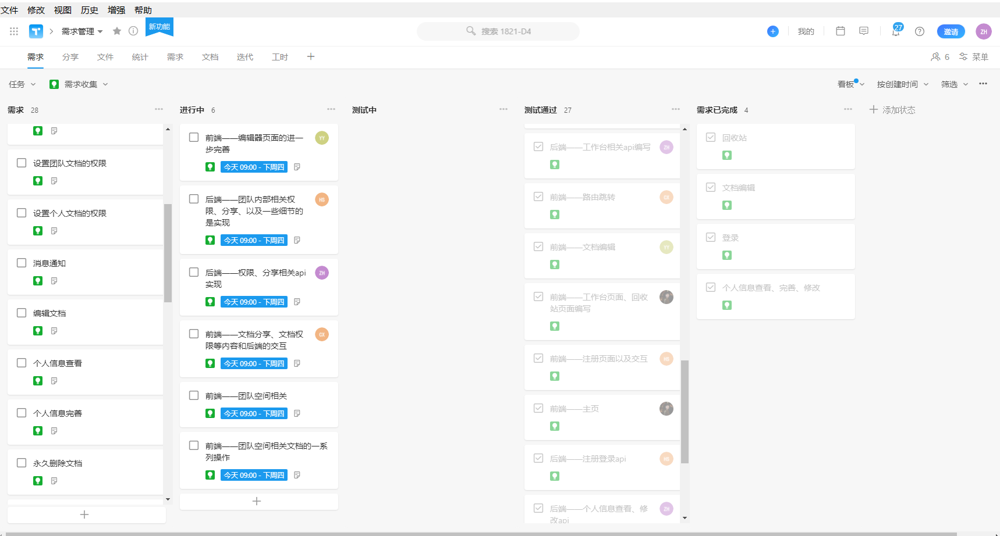 文件 修改 视图 历史 增强 帮助
需求管理 新功能 搜索 1821-D4 我的 27 邀请 ZH
需求 分享 文件 统计 需求 文档 迭代 工时 6 菜单
任务 需求收集 看板 按创建时间 筛选
需求 28
设置团队文档的权限
设置个人文档的权限
消息通知
编辑文档
个人信息查看
个人信息完善
永久删除文档
进行中 6
前端——编辑器页面的进一
步完善
YY
今天 09:00 - 下周四
后端——团队内部相关权
限、分享、以及一些细节的
是实现
HS
今天 09:00 - 下周四
后端——权限、分享相关api
实现
ZH
今天 09:00 - 下周四
前端——文档分享、文档权
限等内容和后端的交互
CX
今天 09:00 - 下周四
前端——团队空间相关
今天 09:00 - 下周四
前端——团队空间相关文档的一系
列操作
今天 09:00 - 下周四
测试中
测试通过 27
后端——工作台相关api编写
ZH
前端——路由跳转
CX
前端——文档编辑
YY
前端——工作台页面、回收
站页面编写
前端——注册页面以及交互
HS
前端——主页
后端——注册登录api
HS
后端——个人信息查看、修
改api
ZH
需求已完成 4
回收站
文档编辑
登录
个人信息查看、完善、修改
添加状态